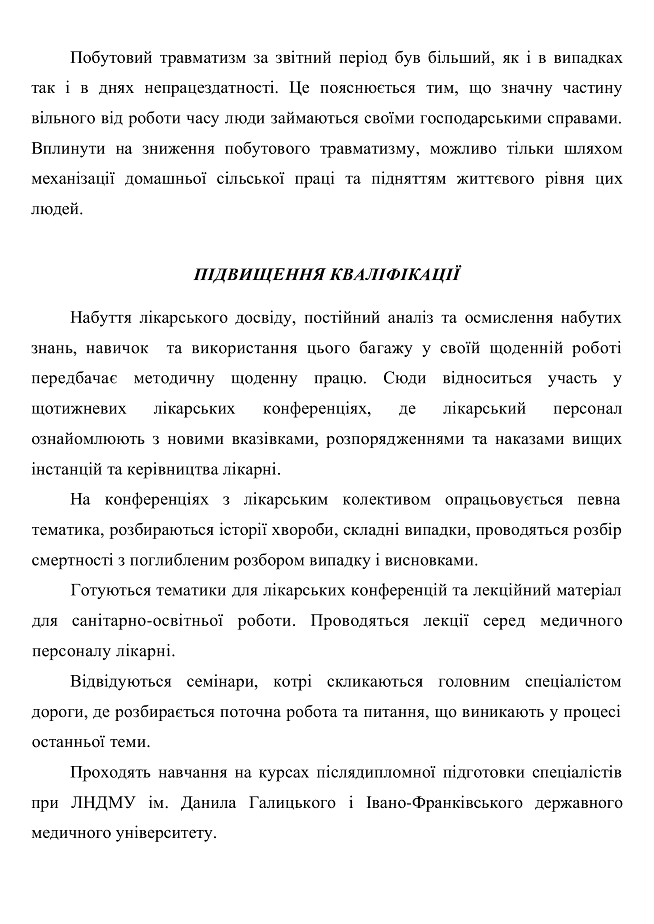 Побутовий травматизм за звітний період був більший, як і в випадках
так і в днях непрацездатності. Це пояснюється тим, що значну частину
вільного від роботи часу люди займаються своїми господарськими справами.
Вплинути на зниження побутового травматизму, можливо тільки шляхом
механізації домашньої сільської праці та підняттям життєвого рівня цих
людей.
ПІДВИЩЕННЯ КВАЛІФІКАЦІЇ
Набуття лікарського досвіду, постійний аналіз та осмислення набутих
знань, навичок та використання цього багажу у своїй щоденній роботі
передбачає методичну щоденну працю. Сюди відноситься участь у
щотижневих лікарських конференціях, де лікарський персонал
ознайомлюють з новими вказівками, розпорядженнями та наказами вищих
інстанцій та керівництва лікарні.
На конференціях з лікарським колективом опрацьовується певна
тематика, розбираються історії хвороби, складні випадки, проводяться розбір
смертності з поглибленим розбором випадку і висновками.
Готуються тематики для лікарських конференцій та лекційний матеріал
для санітарно-освітньої роботи. Проводяться лекції серед медичного
персоналу лікарні.
Відвідуються семінари, котрі скликаються головним спеціалістом
дороги, де розбирається поточна робота та питання, що виникають у процесі
останньої теми.
Проходять навчання на курсах післядипломної підготовки спеціалістів
при ЛНДМУ ім. Данила Галицького і Івано-Франківського державного
медичного університету.